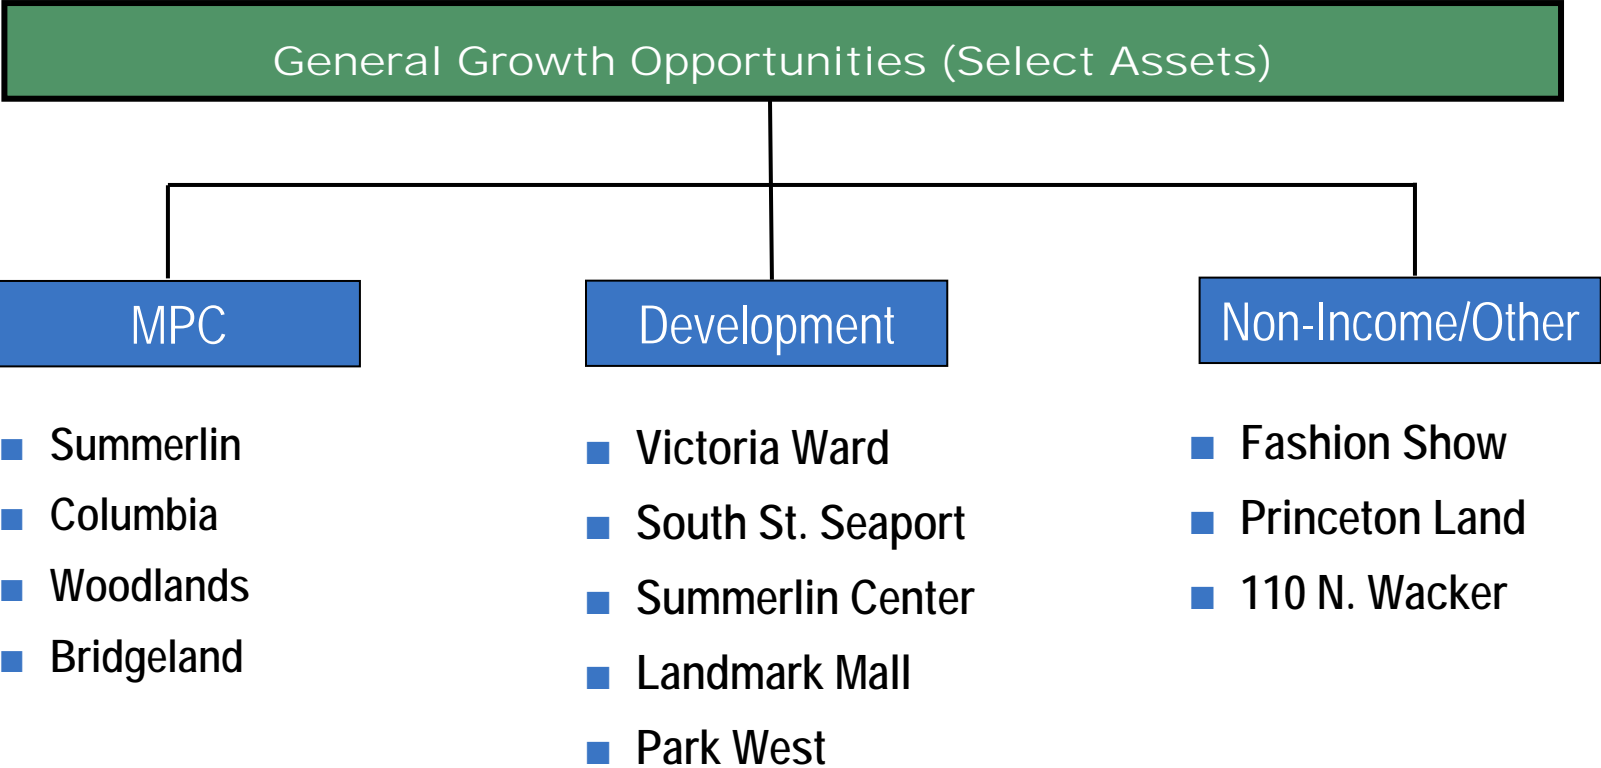 General Growth Opportunities (Select Assets)
MPC
Summerlin
Columbia
Woodlands
Bridgeland
Development
Victoria Ward
South St. Seaport
Summerlin Center
Landmark Mall
Park West
Non-Income/Other
Fashion Show
Princeton Land
110 N. Wacker